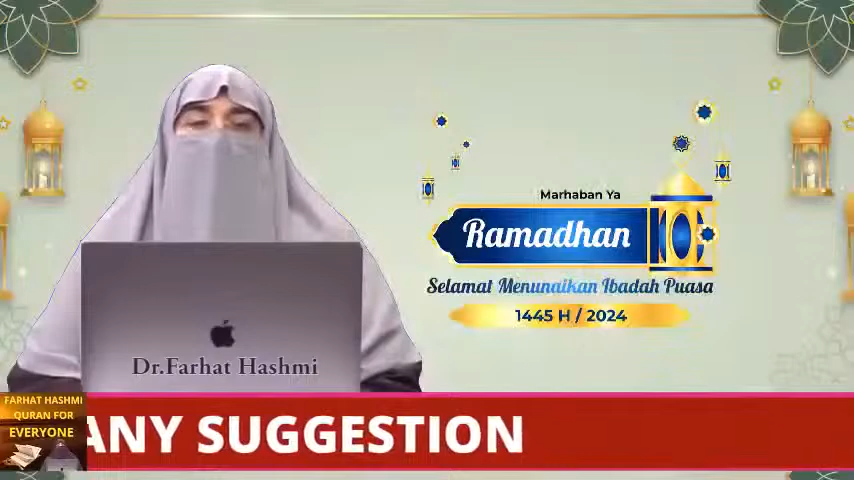 Marhaban Ya
Ramadhan
Selamat Menunaikan Ibadah Puasa
1445 H / 2024
Dr.Farhat Hashmi
FARHAT HASHMI
QURAN FOR
EVERYONE
ANY SUGGESTION